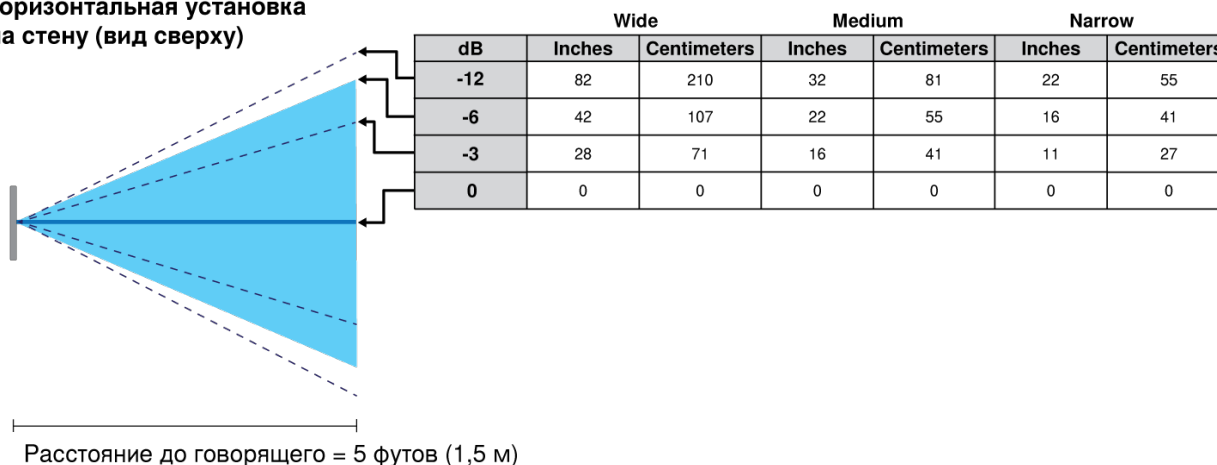 оризонтальная установка
на стену (вид сверху)
Wide Medium Narrow
dB Inches Centimeters Inches Centimeters Inches Centimeters
-12 82 210 32 81 22 55
-6 42 107 22 55 16 41
-3 28 71 16 41 11 27
0 0 0 0 0 0 0
Расстояние до говорящего = 5 футов (1,5 м)